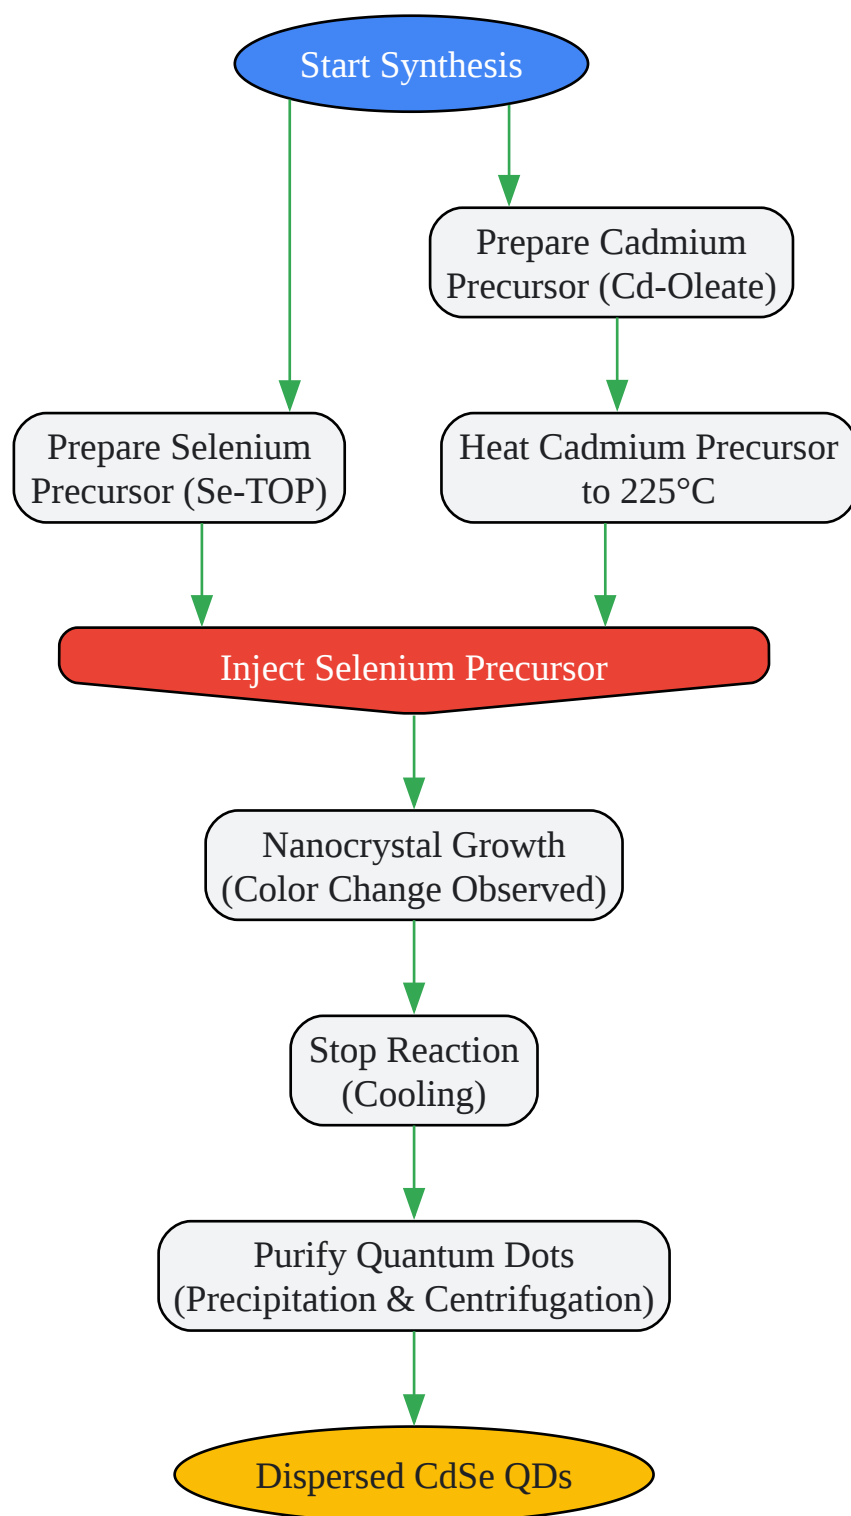 Start Synthesis
Prepare Cadmium
Precursor (Cd-Oleate)
Prepare Selenium
Precursor (Se-TOP)
Heat Cadmium Precursor
to 225°C
Inject Selenium Precursor
Nanocrystal Growth
(Color Change Observed)
Stop Reaction
(Cooling)
Purify Quantum Dots
(Precipitation & Centrifugation)
Dispersed CdSe QDs